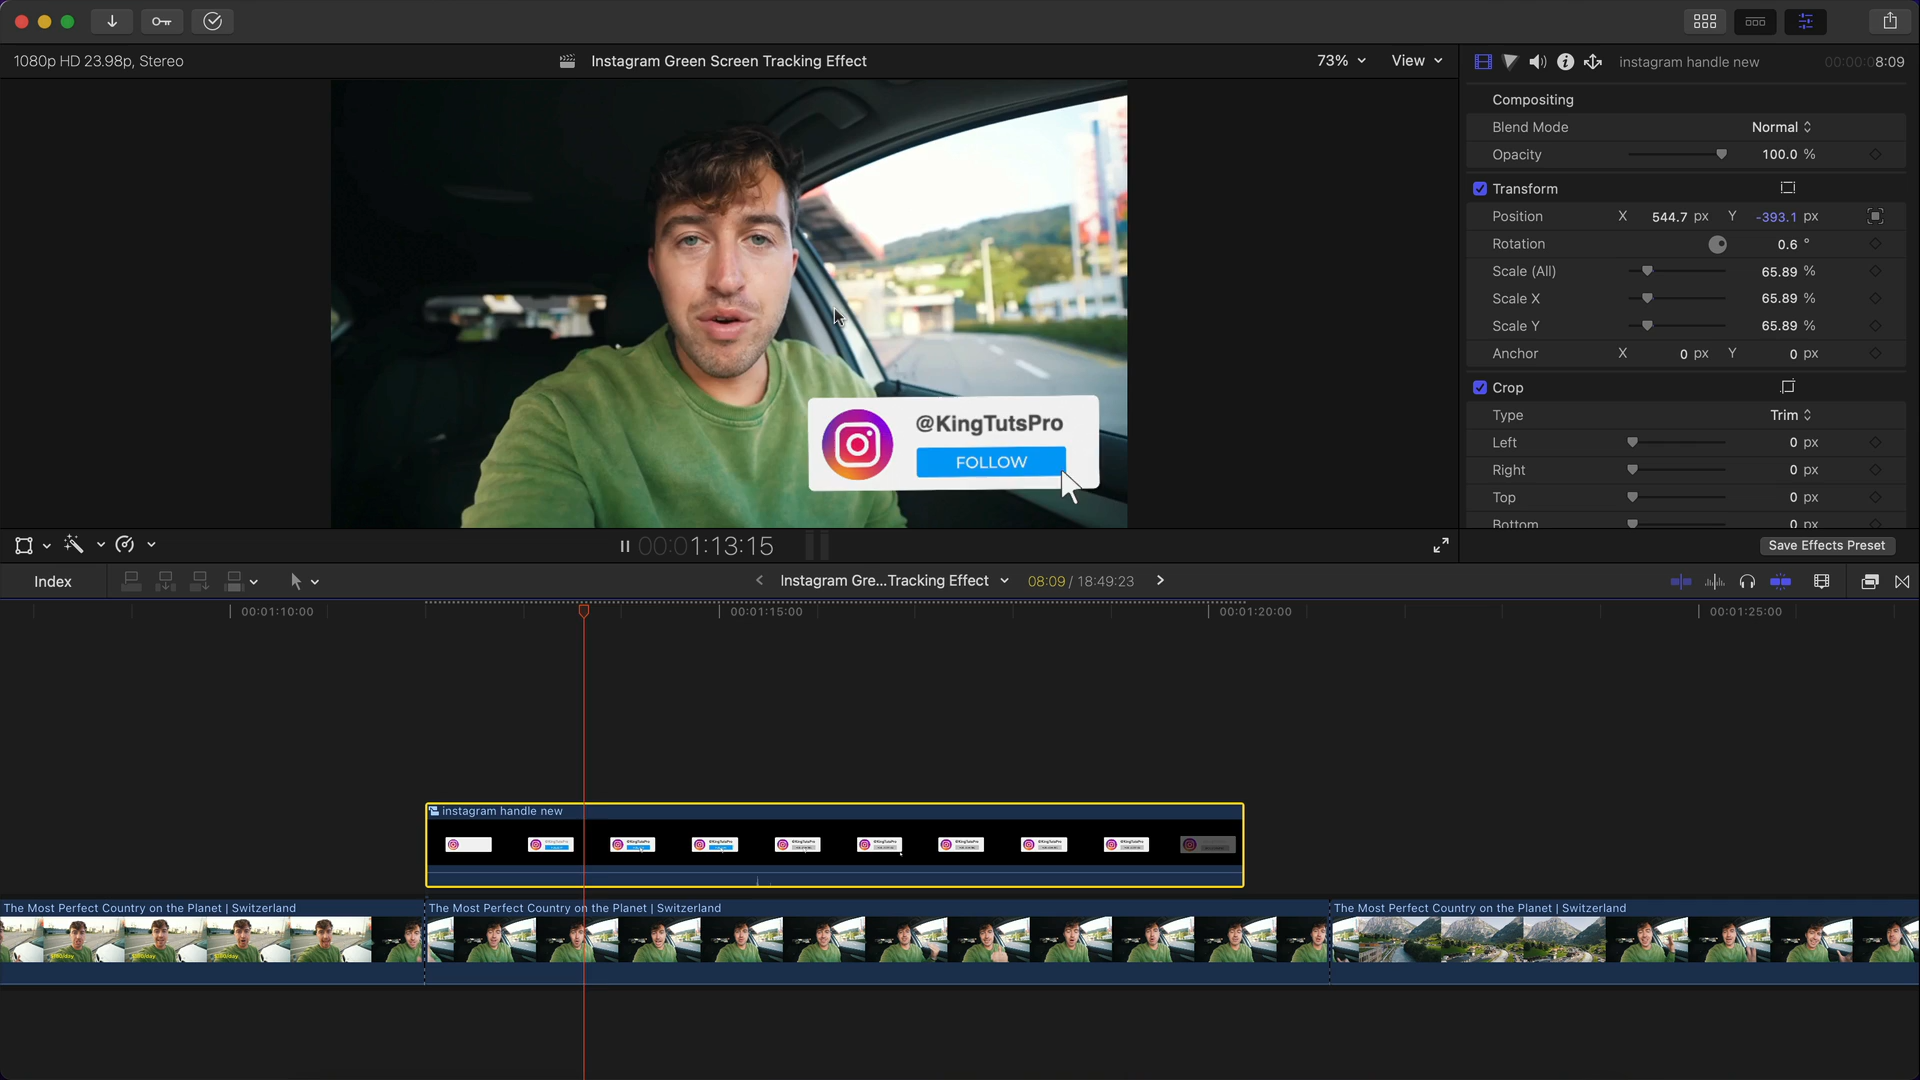 1080p HD 23.98p, Stereo
Instagram Green Screen Tracking Effect
73%
View
instagram handle new
00:00:08:09
@KingTutsPro
FOLLOW
Compositing
Blend Mode Normal
Opacity 100.0 %
Transform
Position X 544.7 px Y -393.1 px
Rotation 0.6 °
Scale (All) 65.89 %
Scale X 65.89 %
Scale Y 65.89 %
Anchor X 0 px Y 0 px
Crop
Type Trim
Left 0 px
Right 0 px
Top 0 px
Bottom 0 px
00:01:13:15
Save Effects Preset
Index
Instagram Gre...Tracking Effect
08:09 / 18:49:23
00:01:10:00
00:01:15:00
00:01:20:00
00:01:25:00
instagram handle new
The Most Perfect Country on the Planet | Switzerland
The Most Perfect Country on the Planet | Switzerland
The Most Perfect Country on the Planet | Switzerland